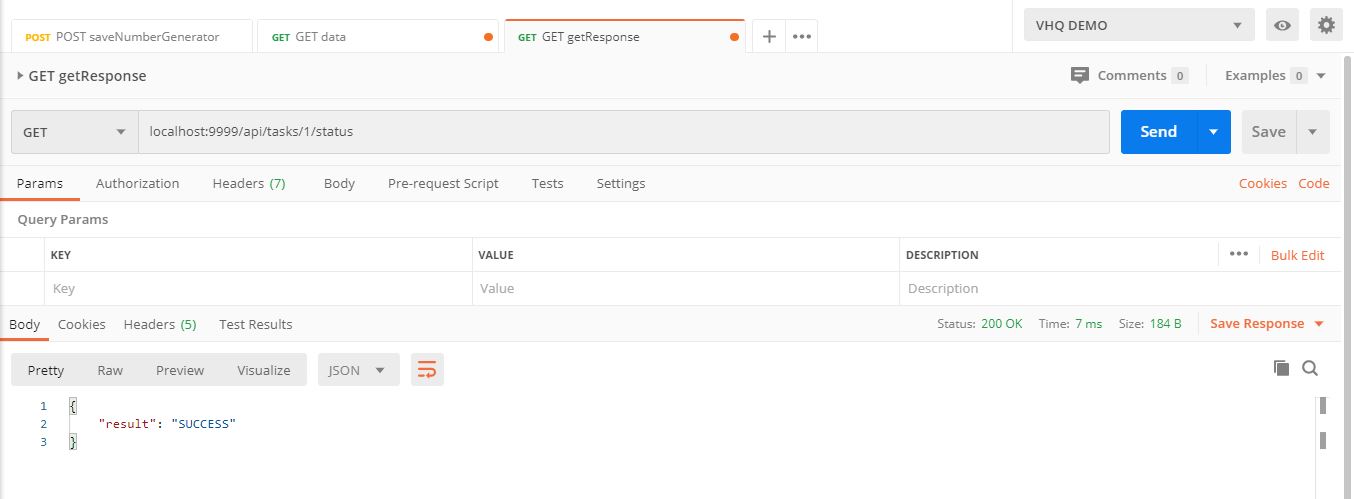 POST POST saveNumberGenerator GET GET data GET GET getResponse + ••• VHQ DEMO
GET getResponse Comments 0 Examples 0
GET localhost:9999/api/tasks/1/status Send Save
Params Authorization Headers (7) Body Pre-request Script Tests Settings Cookies Code
Query Params
KEY VALUE DESCRIPTION ••• Bulk Edit
Key Value Description
Body Cookies Headers (5) Test Results Status: 200 OK Time: 7 ms Size: 184 B Save Response
Pretty Raw Preview Visualize JSON
1 {
2 "result": "SUCCESS"
3 }